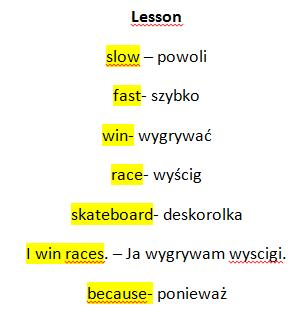 Lesson
slow – powoli
fast- szybko
win- wygrywać
race- wyścig
skateboard- deskorolka
I win races. – Ja wygrywam wyscigi.
because- ponieważ